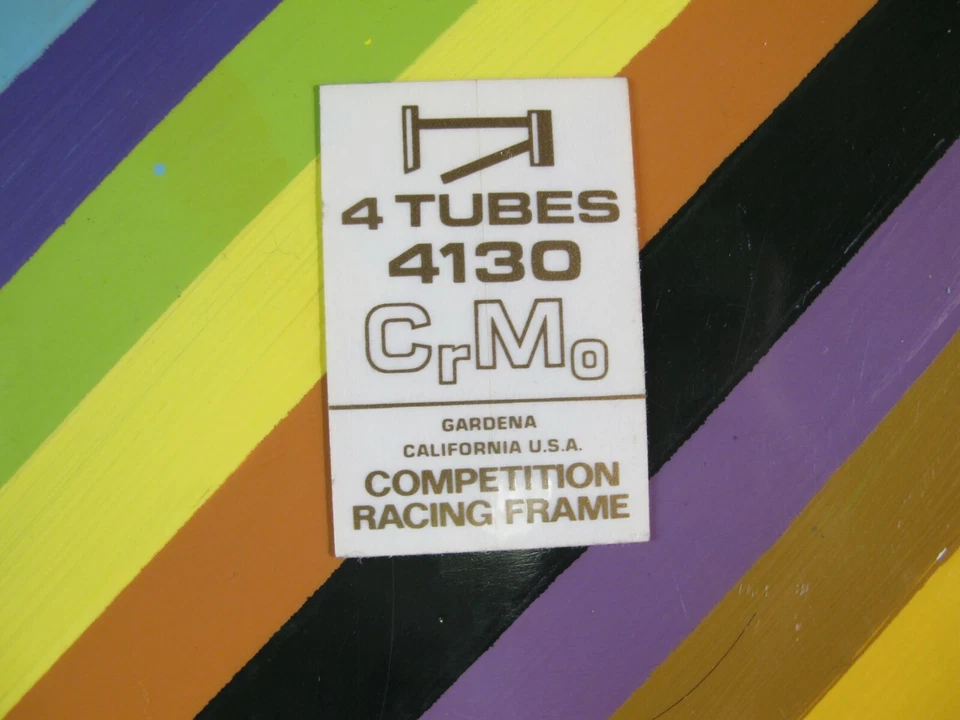 4 TUBES
4130
CrMo
GARDENA
CALIFORNIA U.S.A.
COMPETITION
RACING FRAME